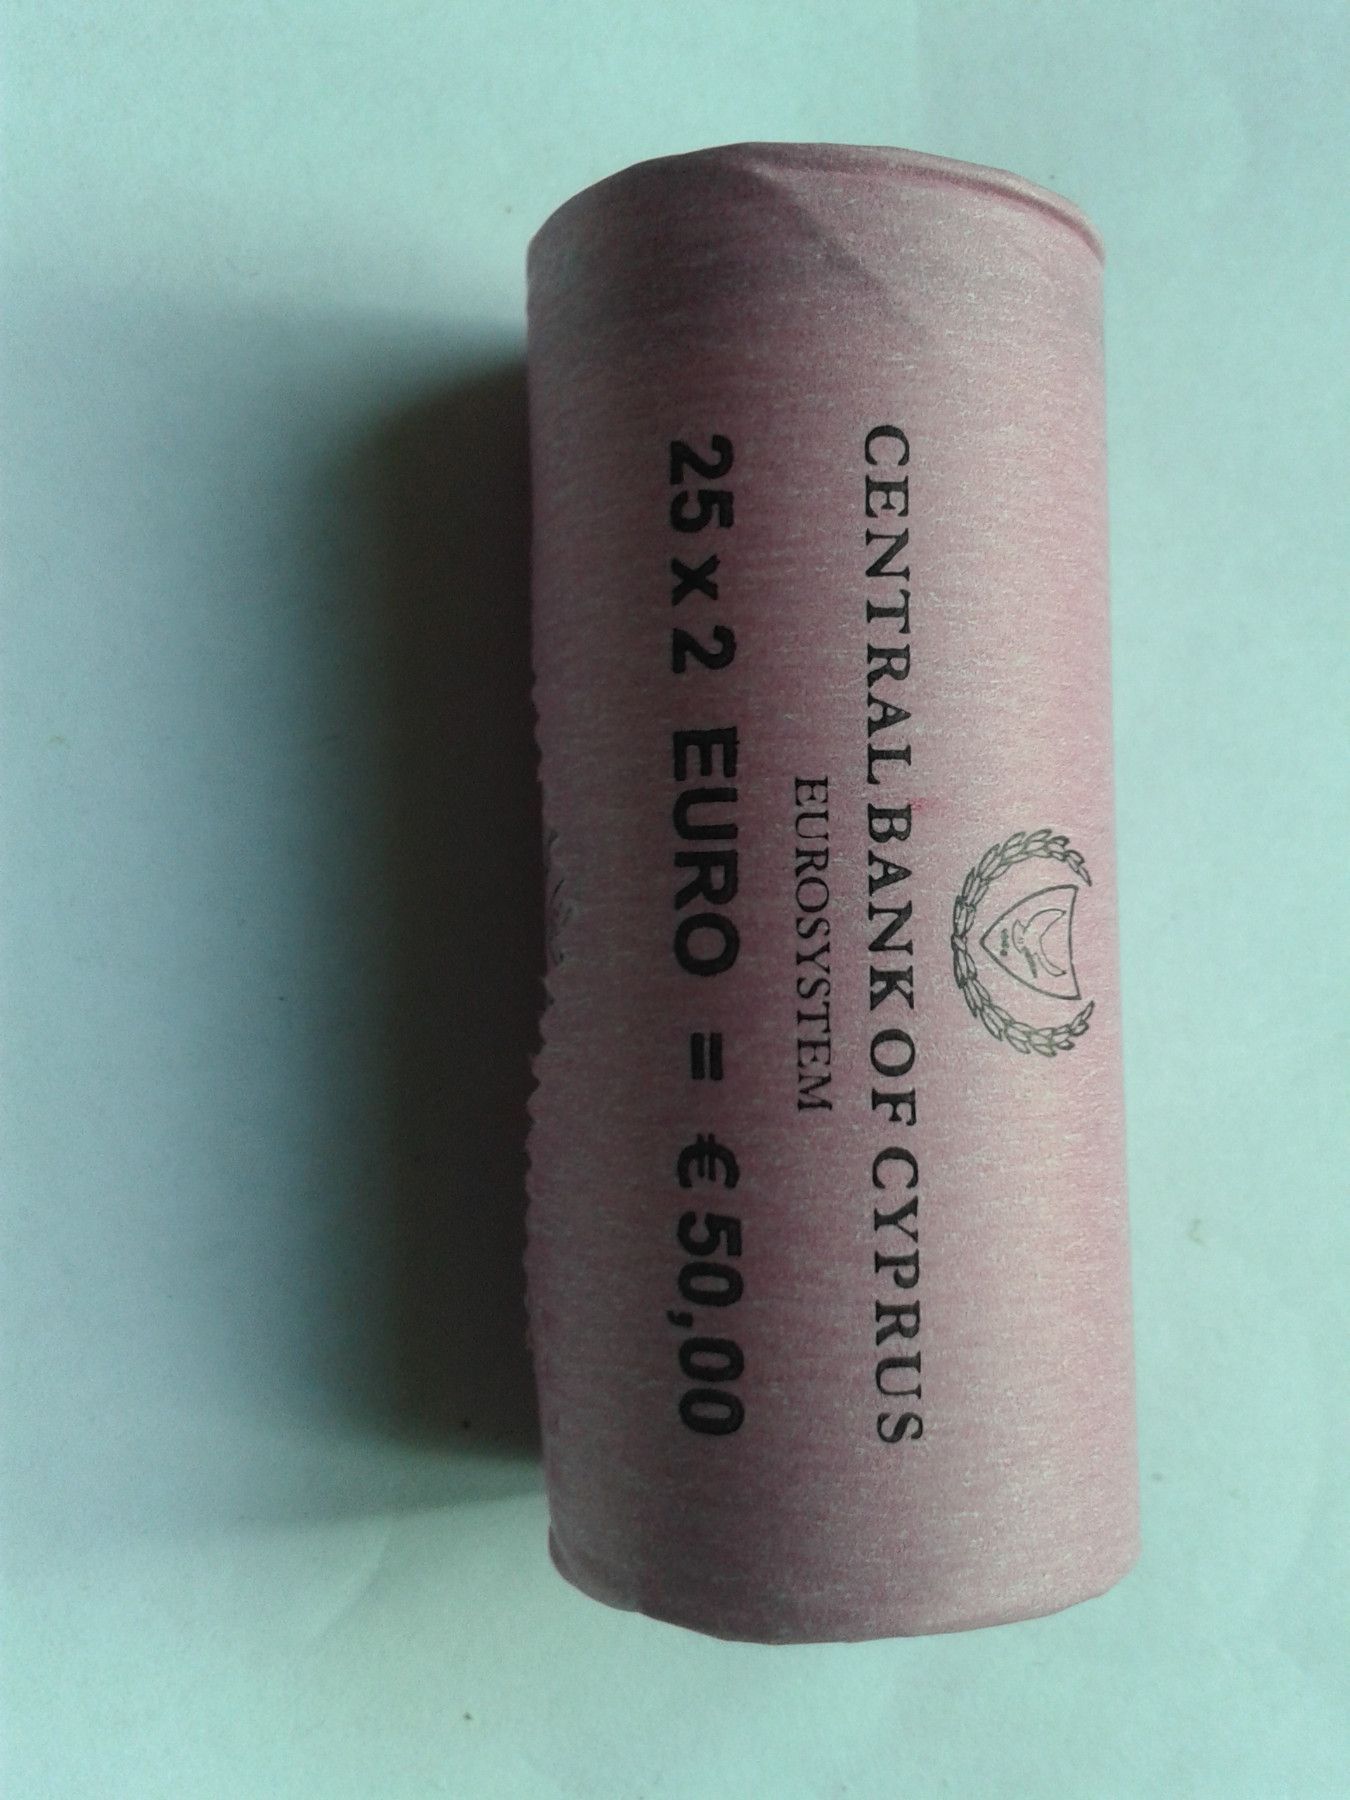 CENTRAL BANK OF CYPRUS
EUROSYSTEM
25 x 2 EURO = € 50,00